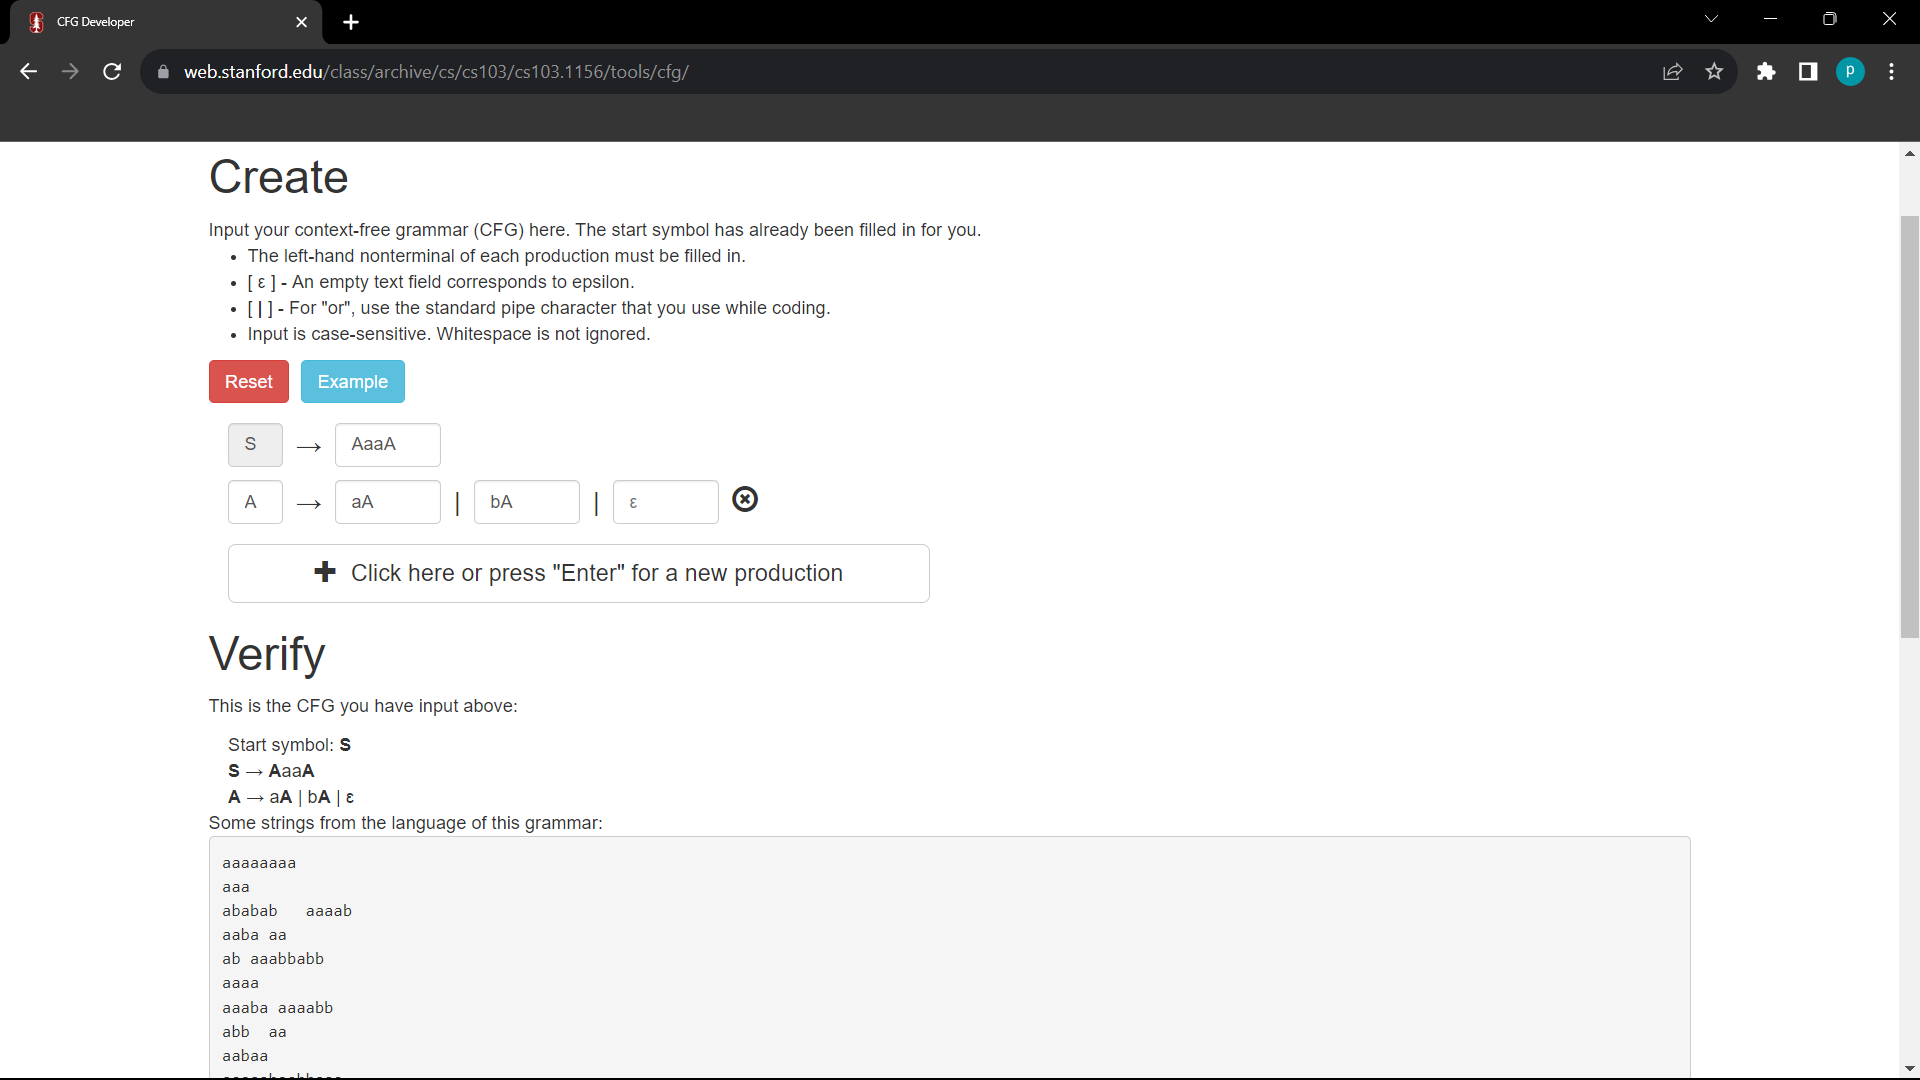 CFG Developer
web.stanford.edu/class/archive/cs/cs103/cs103.1156/tools/cfg/
P
Create
Input your context-free grammar (CFG) here. The start symbol has already been filled in for you.
• The left-hand nonterminal of each production must be filled in.
• [ ε ] - An empty text field corresponds to epsilon.
• [ | ] - For "or", use the standard pipe character that you use while coding.
• Input is case-sensitive. Whitespace is not ignored.
Reset Example
S → AaaA
A → aA | bA | ε
Click here or press "Enter" for a new production
Verify
This is the CFG you have input above:
Start symbol: S
S → AaaA
A → aA | bA | ε
Some strings from the language of this grammar:
aaaaaaaa
aaa
ababab   aaaab
aaba aa
ab aaabbabb
aaaa
aaaba aaaabb
abb  aa
aabaa